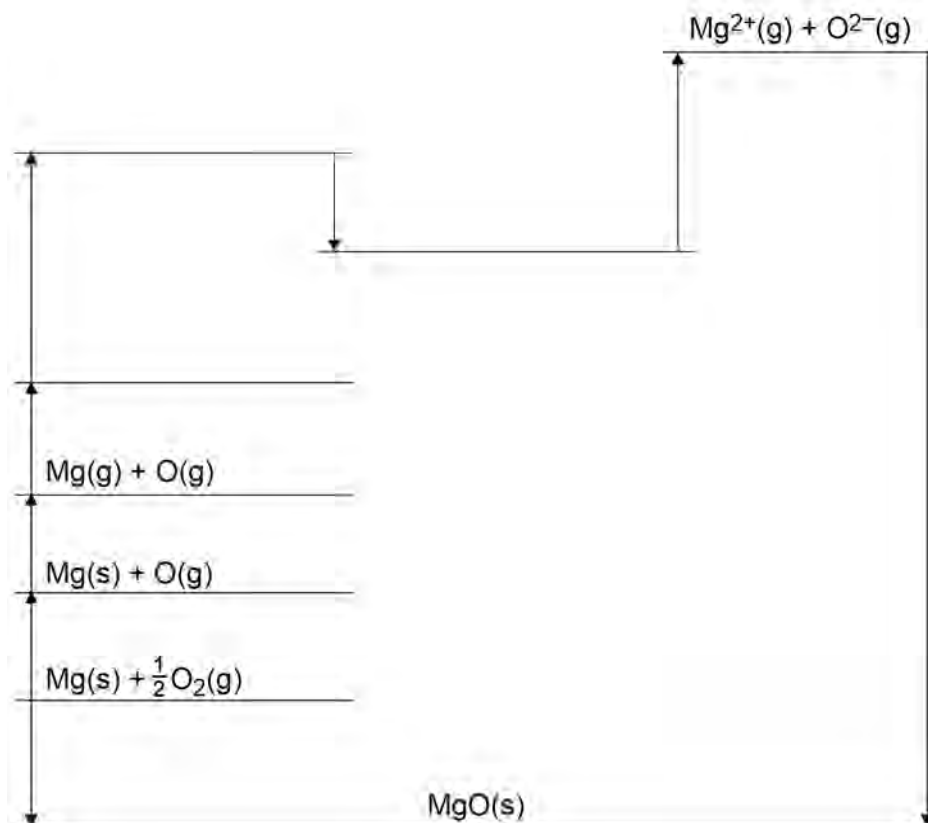 Mg²⁺(g) + O²⁻(g)
Mg(g) + O(g)
Mg(s) + O(g)
Mg(s) + ½O₂(g)
MgO(s)